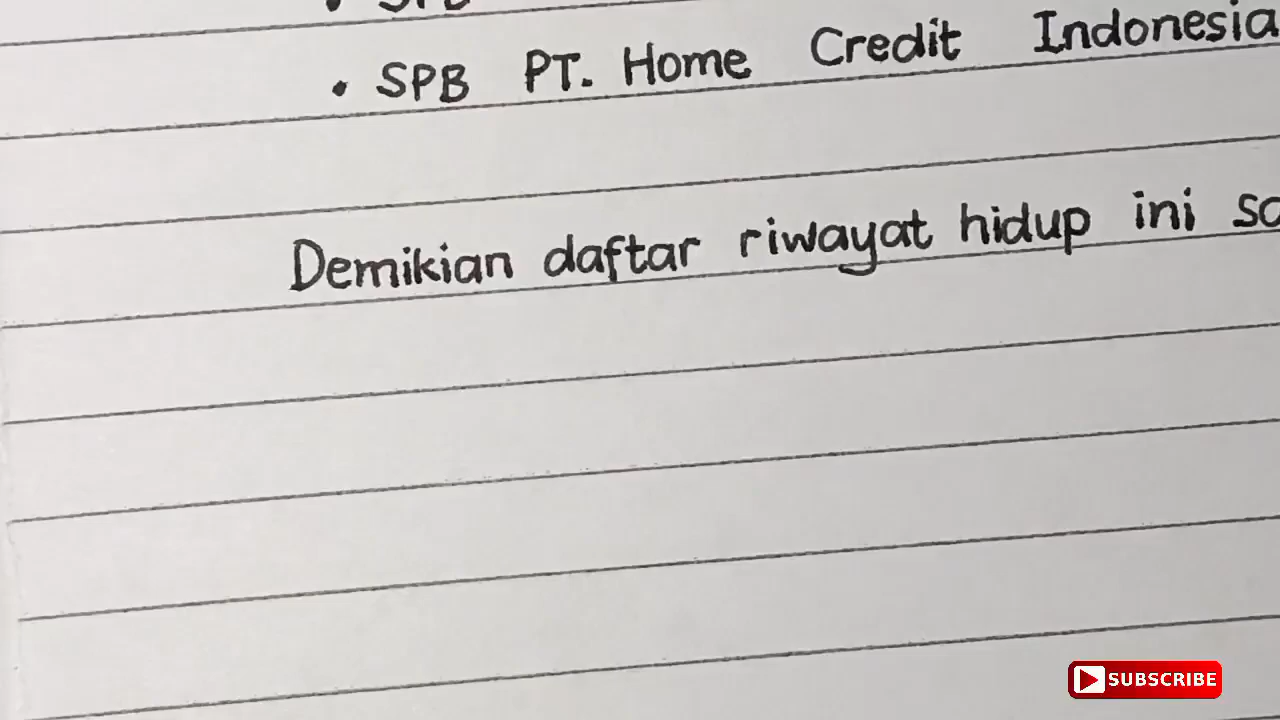 • SPB PT. Home Credit Indonesia
Demikian daftar riwayat hidup ini
SUBSCRIBE